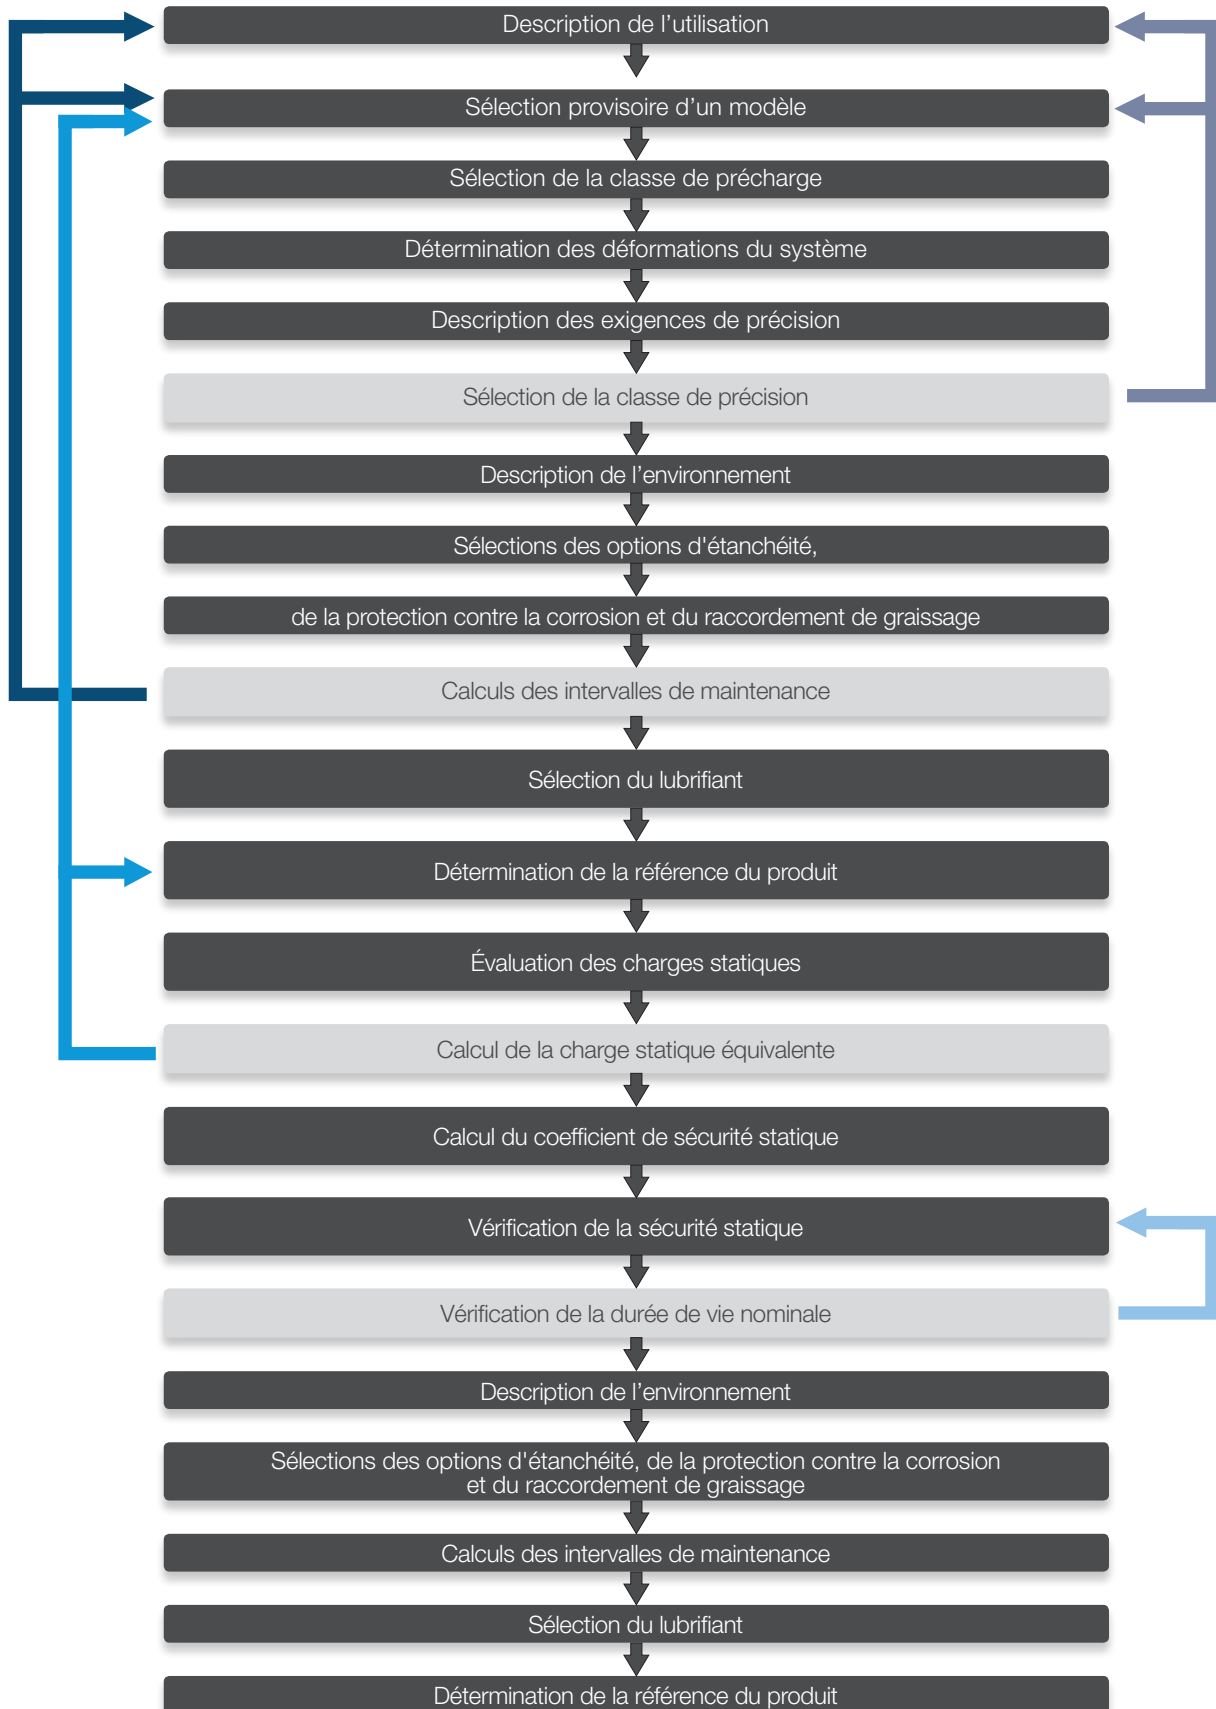 Description de l’utilisation
Sélection provisoire d’un modèle
Sélection de la classe de précharge
Détermination des déformations du système
Description des exigences de précision
Sélection de la classe de précision
Description de l’environnement
Sélections des options d'étanchéité,
de la protection contre la corrosion et du raccordement de graissage
Calculs des intervalles de maintenance
Sélection du lubrifiant
Détermination de la référence du produit
Évaluation des charges statiques
Calcul de la charge statique équivalente
Calcul du coefficient de sécurité statique
Vérification de la sécurité statique
Vérification de la durée de vie nominale
Description de l’environnement
Sélections des options d'étanchéité, de la protection contre la corrosion
et du raccordement de graissage
Calculs des intervalles de maintenance
Sélection du lubrifiant
Détermination de la référence du produit